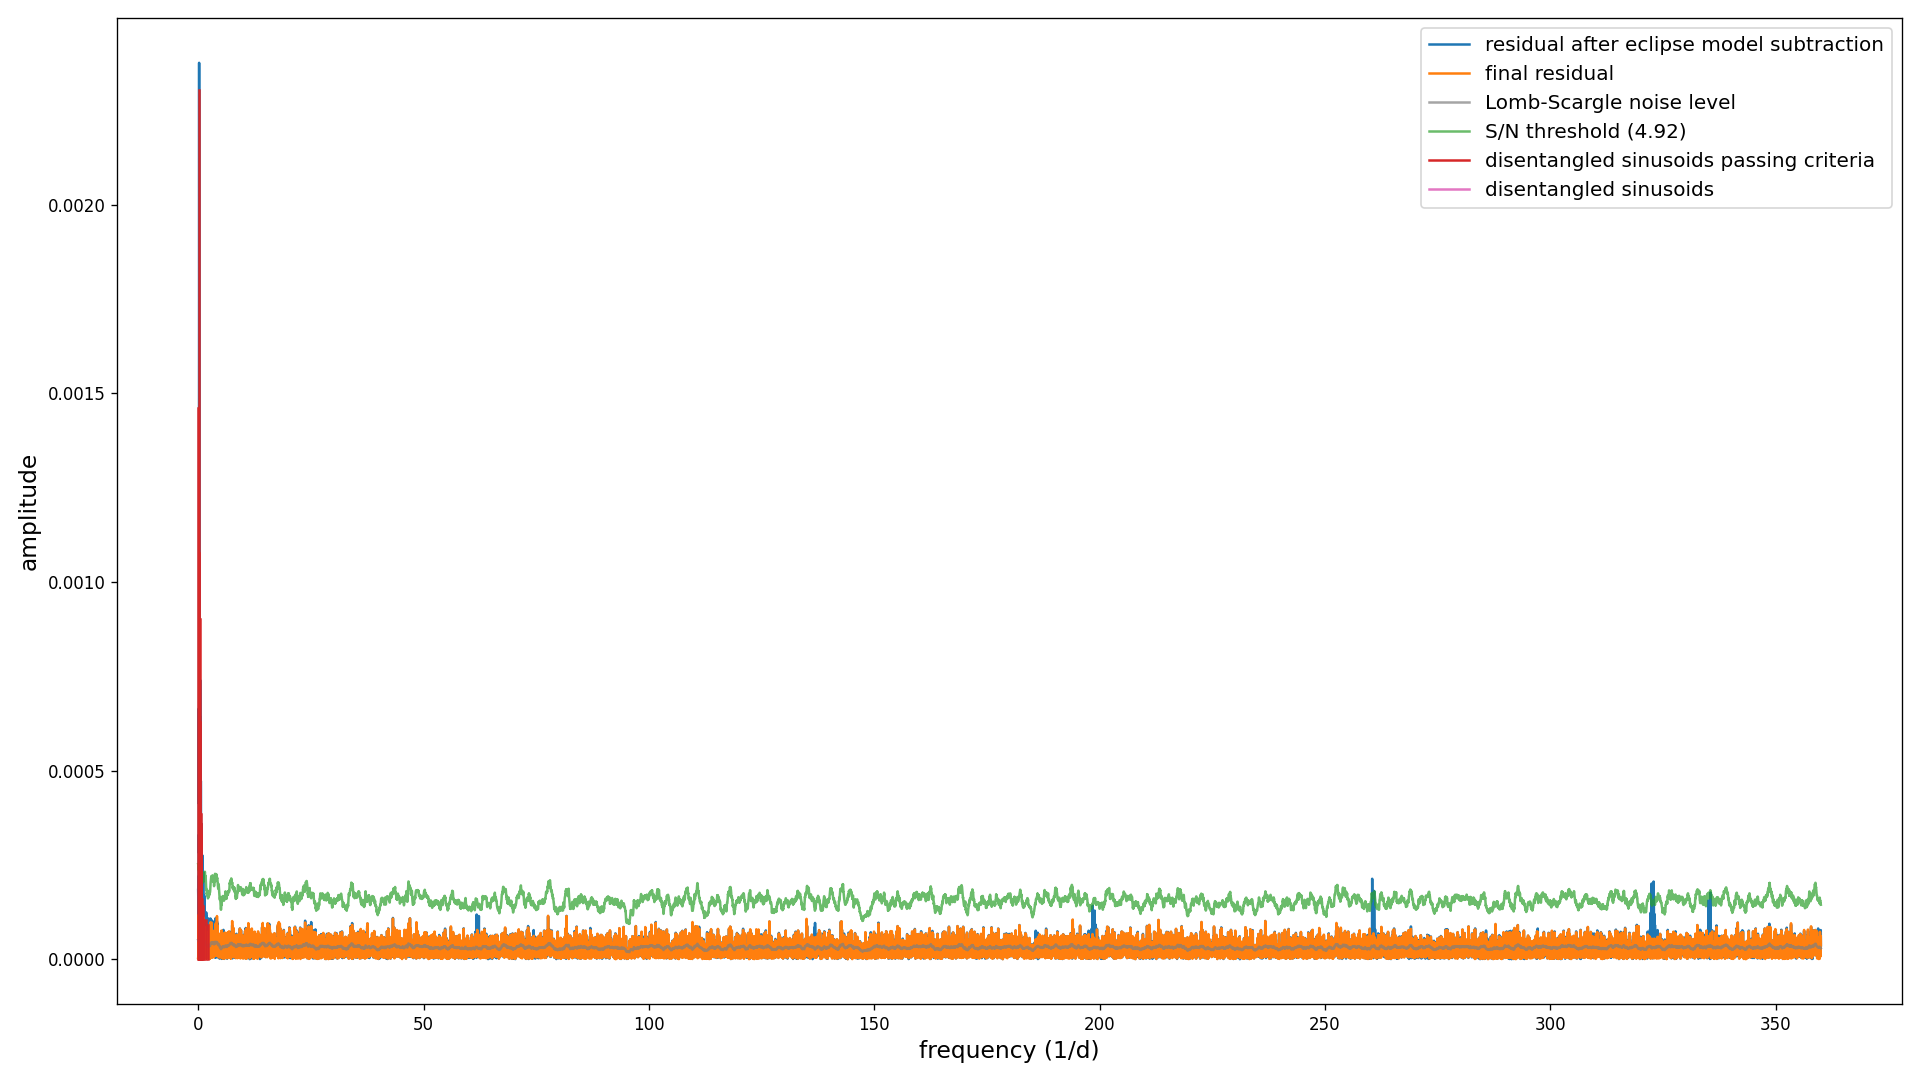 residual after eclipse model subtraction
final residual
Lomb-Scargle noise level
S/N threshold (4.92)
disentangled sinusoids passing criteria
disentangled sinusoids
0.0020
0.0015
0.0010
0.0005
0.0000
amplitude
0 50 100 150 200 250 300 350
frequency (1/d)